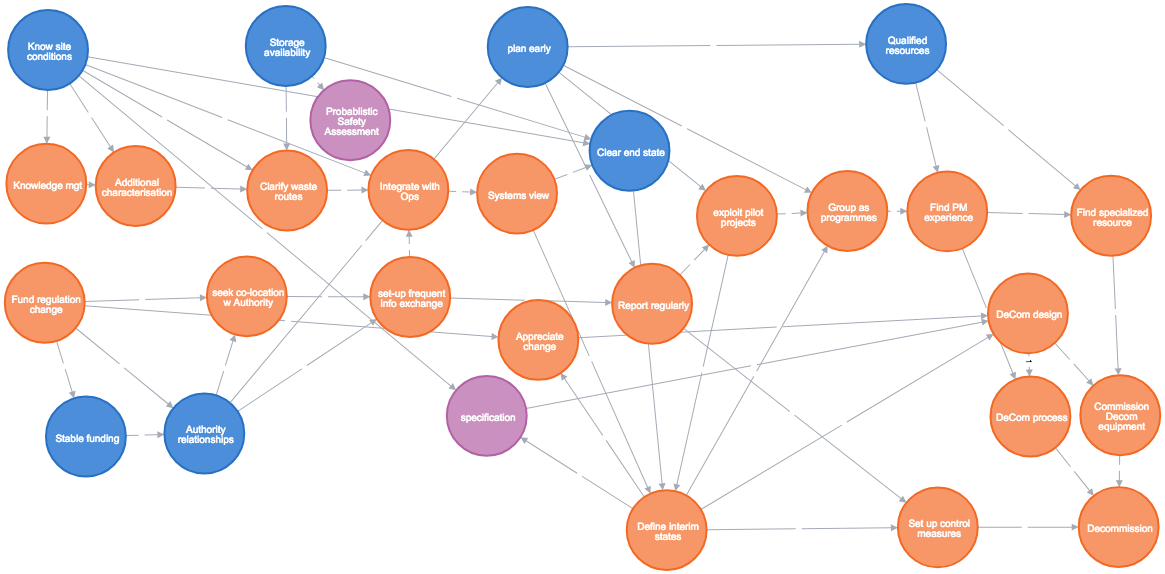 Know site
conditions
Storage
availability
plan early
Qualified
resources
Probablistic
Safety
Assessment
Clear end state
Knowledge mgt
Additional
characterisation
Clarify waste
routes
Integrate with
Ops
Systems view
exploit pilot
projects
Group as
programmes
Find PM
experience
Find specialized
resource
Fund regulation
change
seek co-location
w Authority
set-up frequent
info exchange
Report regularly
Appreciate
change
DeCom design
Stable funding
Authority
relationships
specification
DeCom process
Commission
Decom
equipment
Define interim
states
Set up control
measures
Decommission